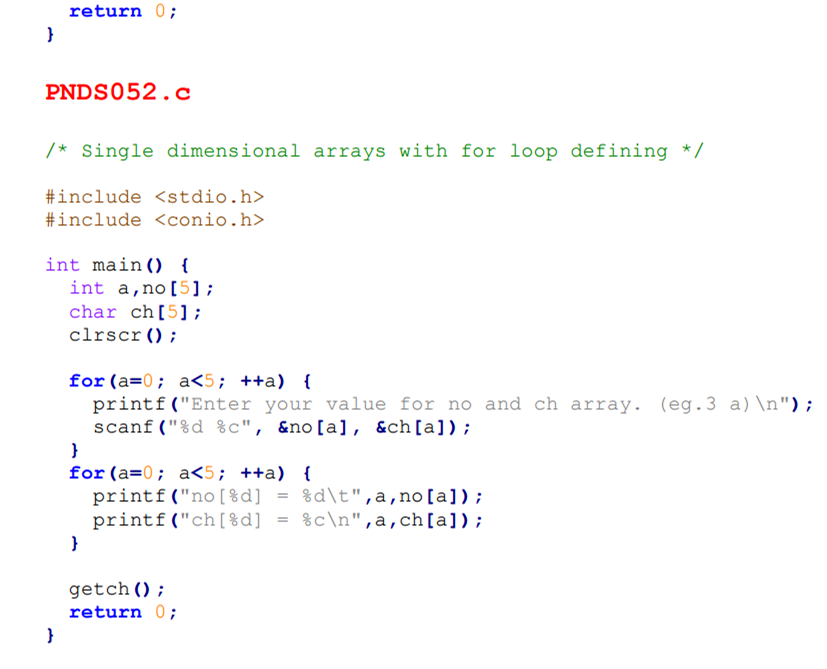 return 0;
}
PNDS052.c
/* Single dimensional arrays with for loop defining */
#include <stdio.h>
#include <conio.h>
int main() {
int a,no[5];
char ch[5];
clrscr();
for(a=0; a<5; ++a) {
printf("Enter your value for no and ch array. (eg.3 a)\n");
scanf("%d %c", &no[a], &ch[a]);
}
for(a=0; a<5; ++a) {
printf("no[%d] = %d\t",a,no[a]);
printf("ch[%d] = %c\n",a,ch[a]);
}
getch();
return 0;
}